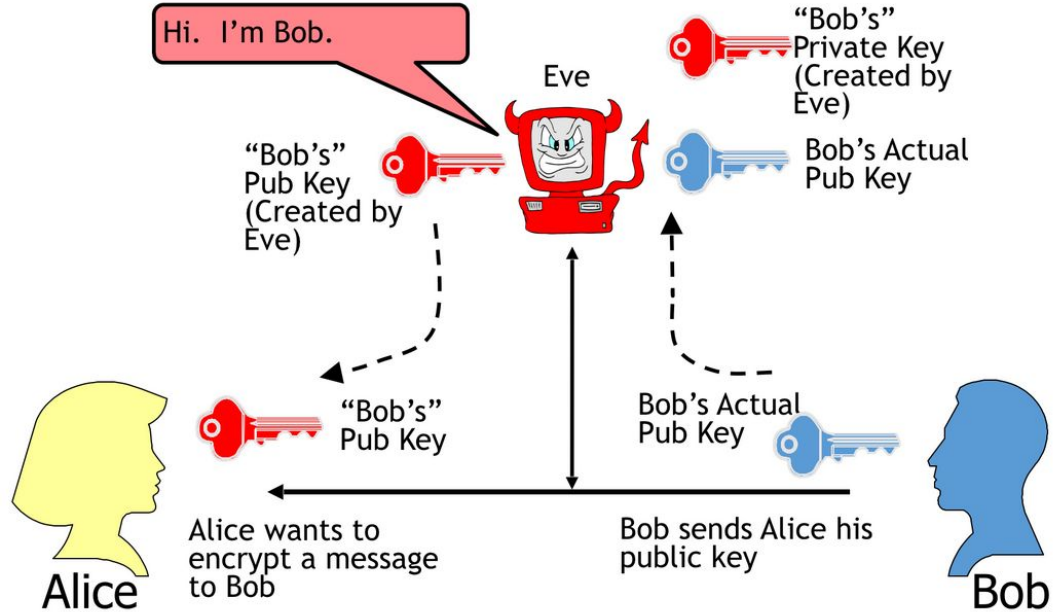 Hi.  I'm Bob.
Eve
“Bob's”
Private Key
(Created by
Eve)
“Bob's”
Pub Key
(Created by
Eve)
Bob's Actual
Pub Key
“Bob's”
Pub Key
Bob's Actual
Pub Key
Alice wants to
encrypt a message
to Bob
Bob sends Alice his
public key
Alice
Bob